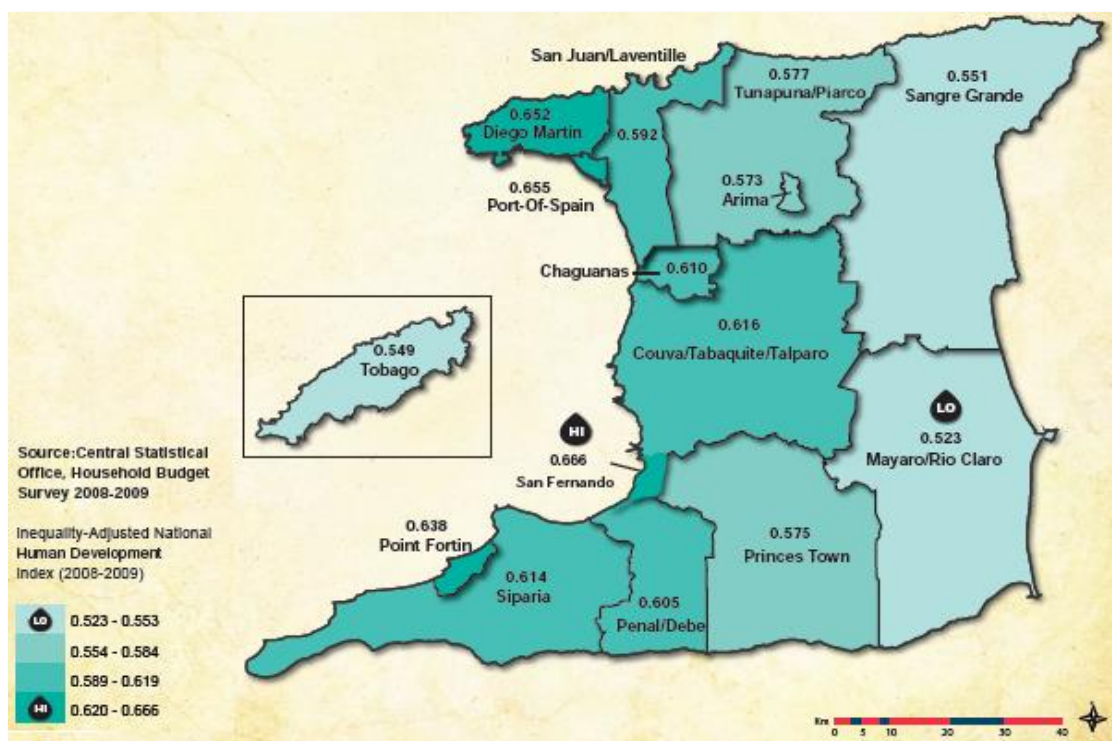 San Juan/Laventille
0.577
Tunapuna/Piarco
0.551
Sangre Grande
0.652
Diego Martin
0.592
0.655
Port-Of-Spain
0.573
Arima
Chaguanas
0.610
0.616
Couva/Tabaquite/Talparo
0.549
Tobago
HI
0.666
San Fernando
LO
0.523
Mayaro/Rio Claro
0.638
Point Fortin
0.614
Siparia
0.605
Penal/Debe
0.575
Princes Town
Source:Central Statistical
Office, Household Budget
Survey 2008-2009
Inequality-Adjusted National
Human Development
Index (2008-2009)
LO 0.523 - 0.553
0.554 - 0.584
0.589 - 0.619
HI 0.620 - 0.666
Km
0 5 10 20 30 40